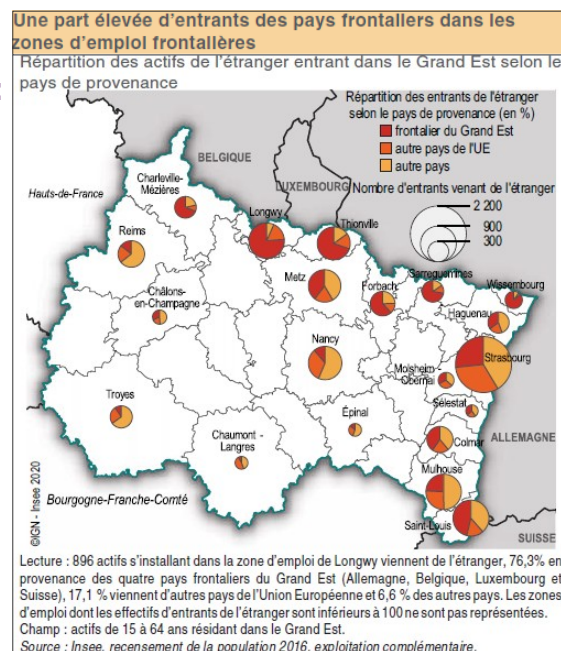 Une part élevée d'entrants des pays frontaliers dans les
zones d'emploi frontalières
Répartition des actifs de l'étranger entrant dans le Grand Est selon le
pays de provenance
Répartition des entrants de l'étranger
selon le pays de provenance (en %)
frontalier du Grand Est
autre pays de l'UE
autre pays
Nombre d'entrants venant de l'étranger
2 200
900
300
BELGIQUE
LUXEMBOURG
Hauts-de-France
Charleville-
Mézières
Longwy
Thionville
Reims
Metz
Forbach
Sarreguemines
Wissembourg
Haguenau
Châlons-
en-Champagne
Nancy
Strasbourg
Molsheim-
Obernai
Troyes
Sélestat
Épinal
ALLEMAGNE
Chaumont -
Langres
Colmar
Mulhouse
Bourgogne-Franche-Comté
Saint-Louis
SUISSE
©IGN - Insee 2020
Lecture : 896 actifs s'installant dans la zone d'emploi de Longwy viennent de l'étranger, 76,3% en
provenance des quatre pays frontaliers du Grand Est (Allemagne, Belgique, Luxembourg et
Suisse), 17,1 % viennent d'autres pays de l'Union Européenne et 6,6 % des autres pays. Les zones
d'emploi dont les effectifs d'entrants de l'étranger sont inférieurs à 100 ne sont pas représentées.
Champ : actifs de 15 à 64 ans résidant dans le Grand Est.
Source : Insee, recensement de la population 2016, exploitation complémentaire.